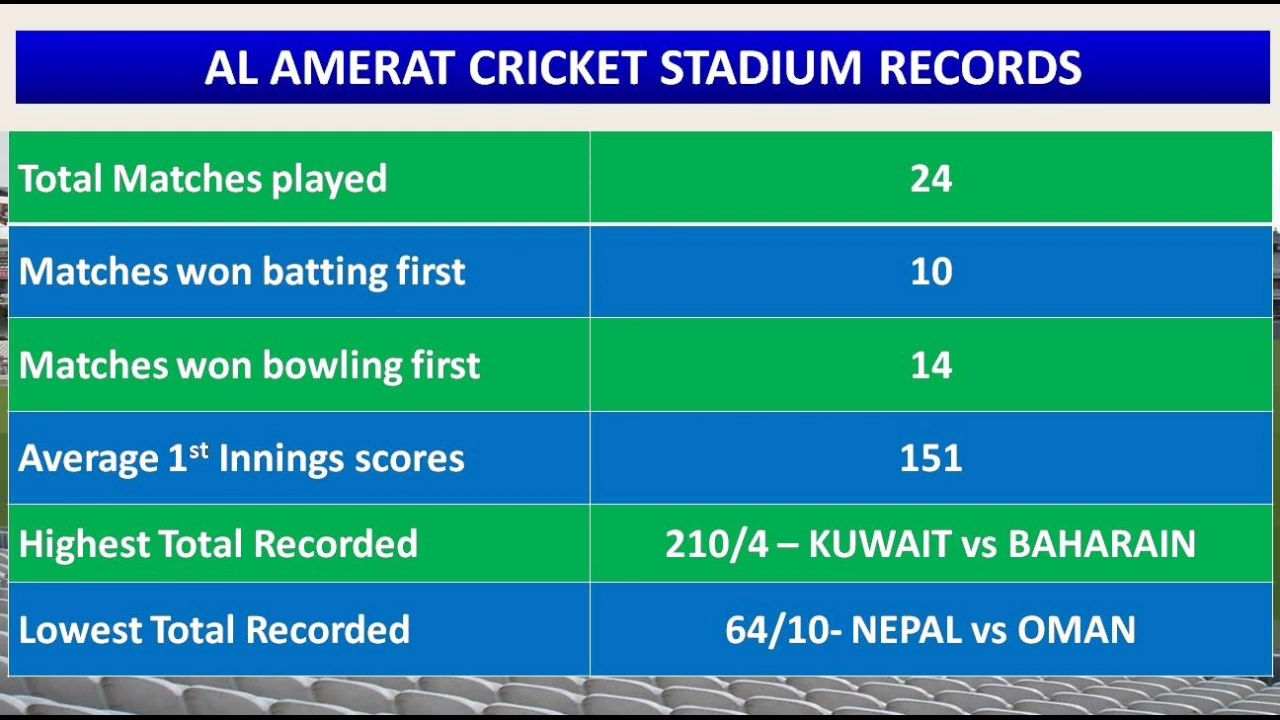 AL AMERAT CRICKET STADIUM RECORDS
Total Matches played 24
Matches won batting first 10
Matches won bowling first 14
Average 1st Innings scores 151
Highest Total Recorded 210/4 – KUWAIT vs BAHARAIN
Lowest Total Recorded 64/10- NEPAL vs OMAN